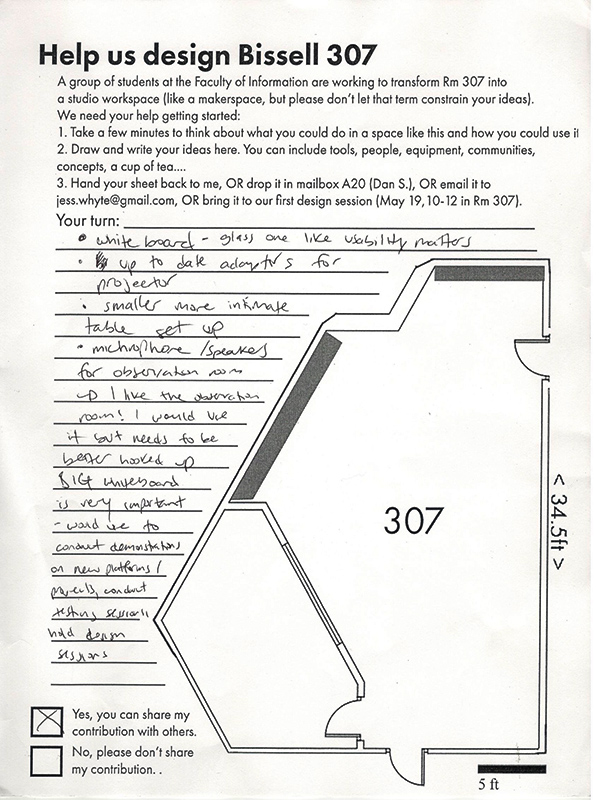 Help us design Bissell 307
A group of students at the Faculty of Information are working to transform Rm 307 into
a studio workspace (like a makerspace, but please don't let that term constrain your ideas).
We need your help getting started:
1. Take a few minutes to think about what you could do in a space like this and how you could use it
2. Draw and write your ideas here. You can include tools, people, equipment, communities,
concepts, a cup of tea....
3. Hand your sheet back to me, OR drop it in mailbox A20 (Dan S.), OR email it to
jess.whyte@gmail.com, OR bring it to our first design session (May 19, 10-12 in Rm 307).
Your turn:
• white board - glass one like usability matters
• up to date adapters for
projector
• smaller more inkmate
table set up
• michrophone /speakers
for observation room
I like the observation
room! I would use
it but needs to be
better hooked up
BIG whiteboard
is very important
- would use to
conduct demonstations
on new platforms /
projects, conduct
testing sessions
hold design
sessions
307
< 34.5ft >
Yes, you can share my
contribution with others.
No, please don't share
my contribution. .
5 ft